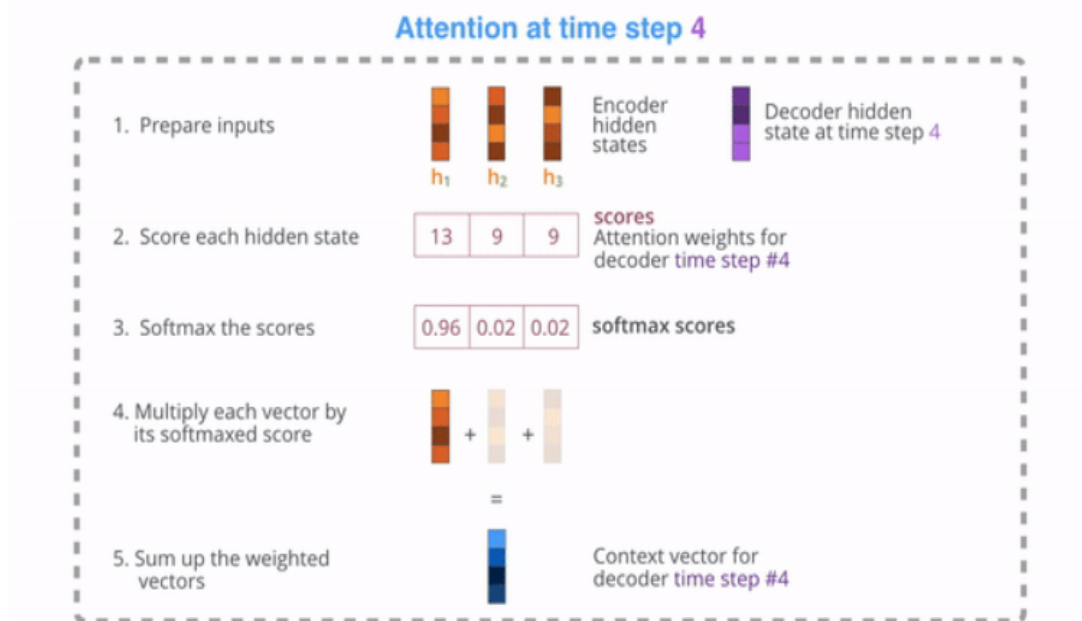 Attention at time step 4
1. Prepare inputs
Encoder
hidden
states
Decoder hidden
state at time step 4
h₁ h₂ h₃
2. Score each hidden state
13 9 9
scores
Attention weights for
decoder time step #4
3. Softmax the scores
0.96 0.02 0.02
softmax scores
4. Multiply each vector by
its softmaxed score
+ +
=
5. Sum up the weighted
vectors
Context vector for
decoder time step #4